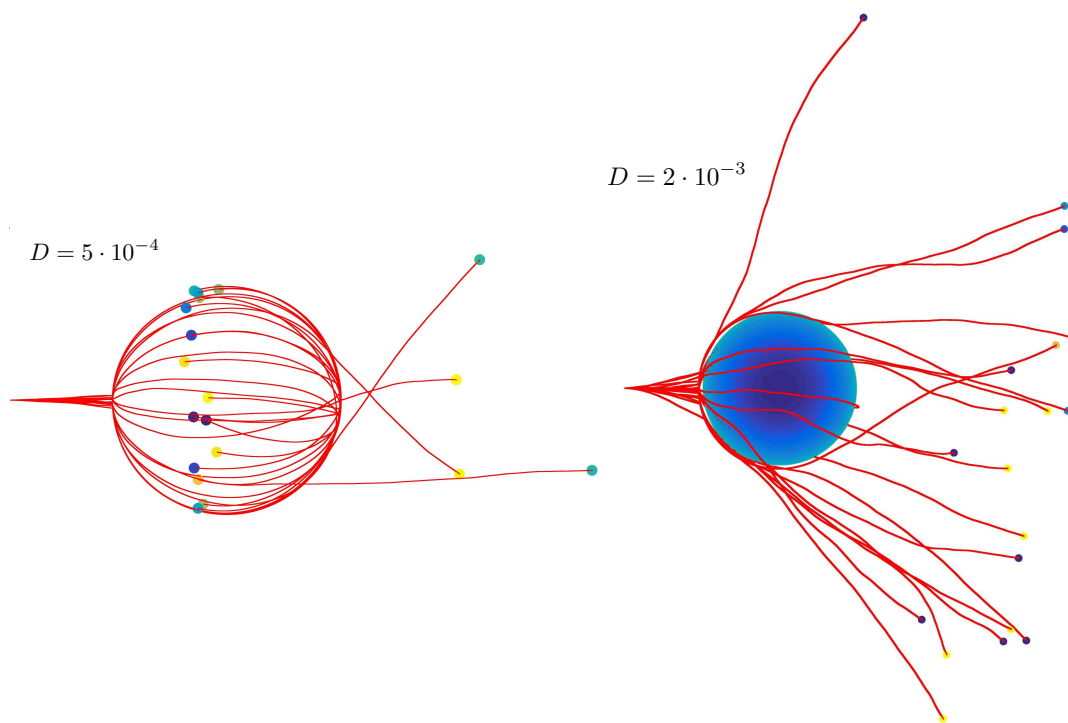 D = 5 · 10⁻⁴
D = 2 · 10⁻³